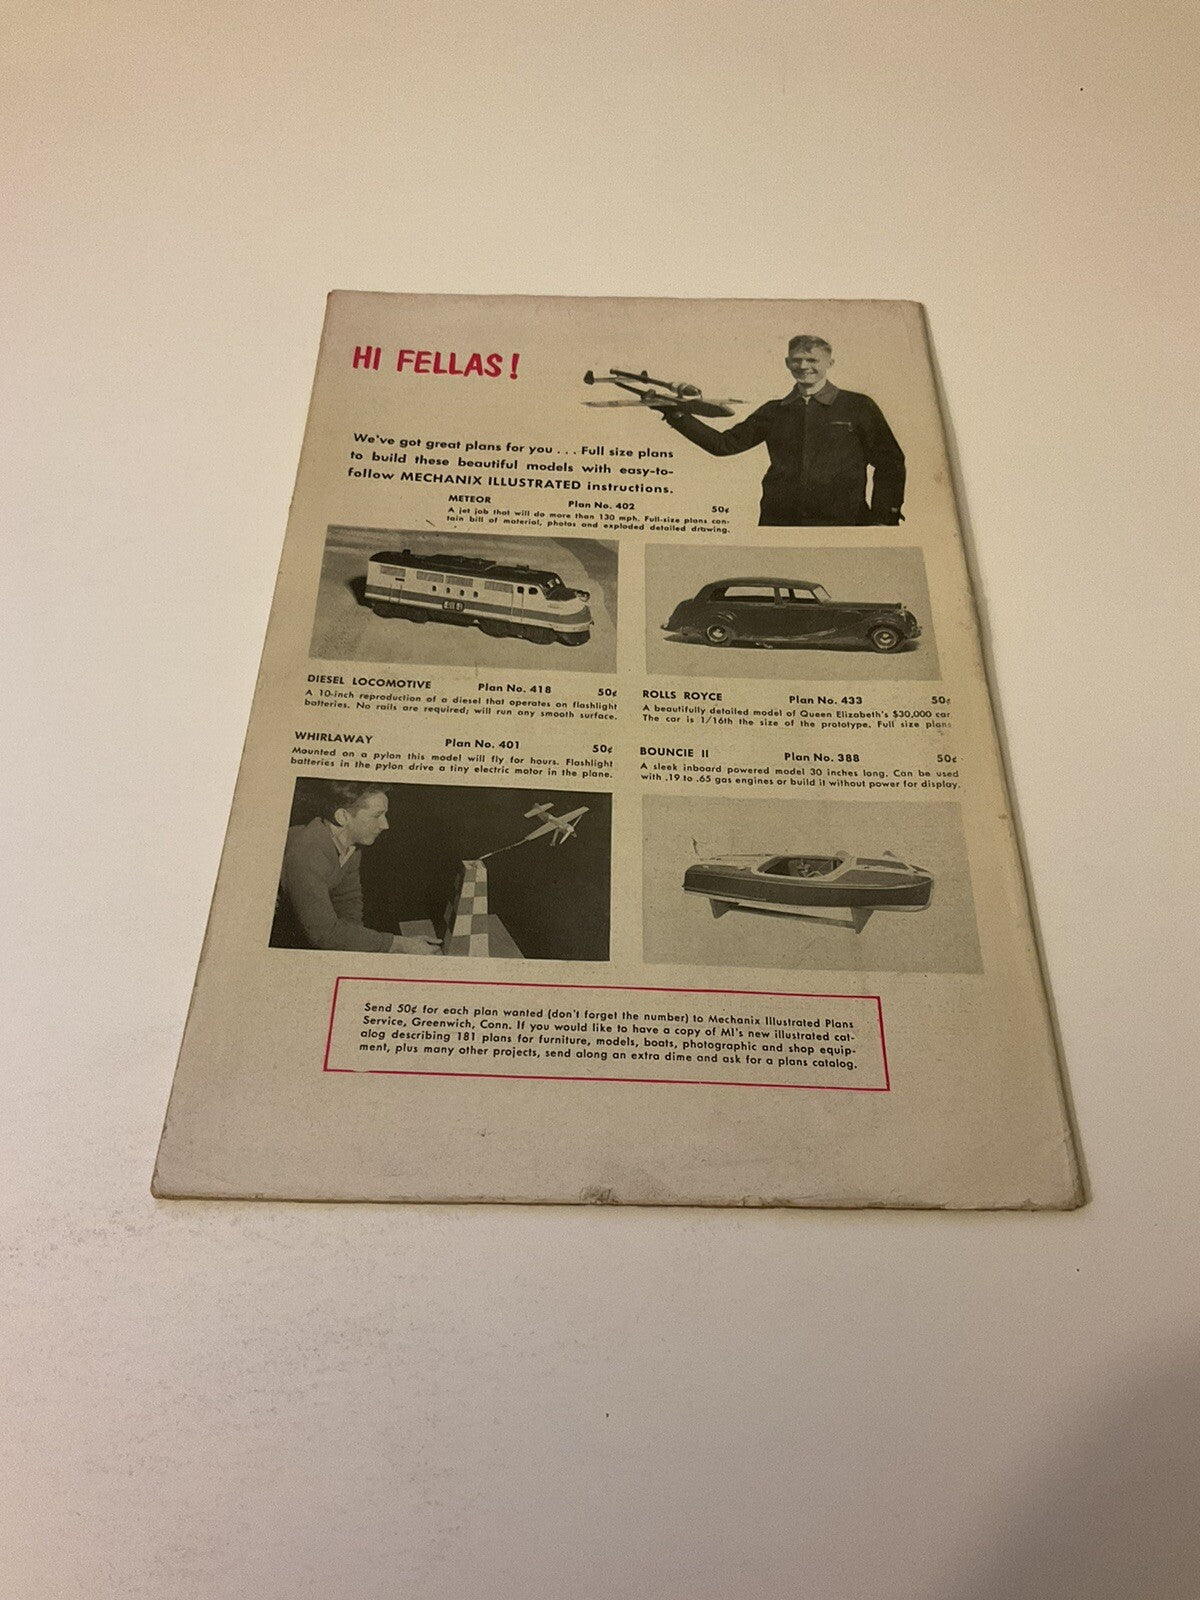 HI FELLAS!
We've got great plans for you . . . Full size plans
to build these beautiful models with easy-to-
follow MECHANIX ILLUSTRATED instructions.
METEOR Plan No. 402 50¢
A jet job that will do more than 130 mph. Full-size plans con-
tain bill of material, photos and exploded detailed drawing.
DIESEL LOCOMOTIVE Plan No. 418 50¢
A 10-inch reproduction of a diesel that operates on flashlight
batteries. No rails are required; will run any smooth surface.
ROLLS ROYCE Plan No. 433 50¢
A beautifully detailed model of Queen Elizabeth's $30,000 car
The car is 1/16th the size of the prototype. Full size plans
WHIRLAWAY Plan No. 401 50¢
Mounted on a pylon this model will fly for hours. Flashlight
batteries in the pylon drive a tiny electric motor in the plane.
BOUNCIE II Plan No. 388 50¢
A sleek inboard powered model 30 inches long. Can be used
with .19 to .65 gas engines or build it without power for display.
Send 50¢ for each plan wanted (don't forget the number) to Mechanix Illustrated Plans
Service, Greenwich, Conn. If you would like to have a copy of MI's new illustrated cat-
alog describing 181 plans for furniture, models, boats, photographic and shop equip-
ment, plus many other projects, send along an extra dime and ask for a plans catalog.